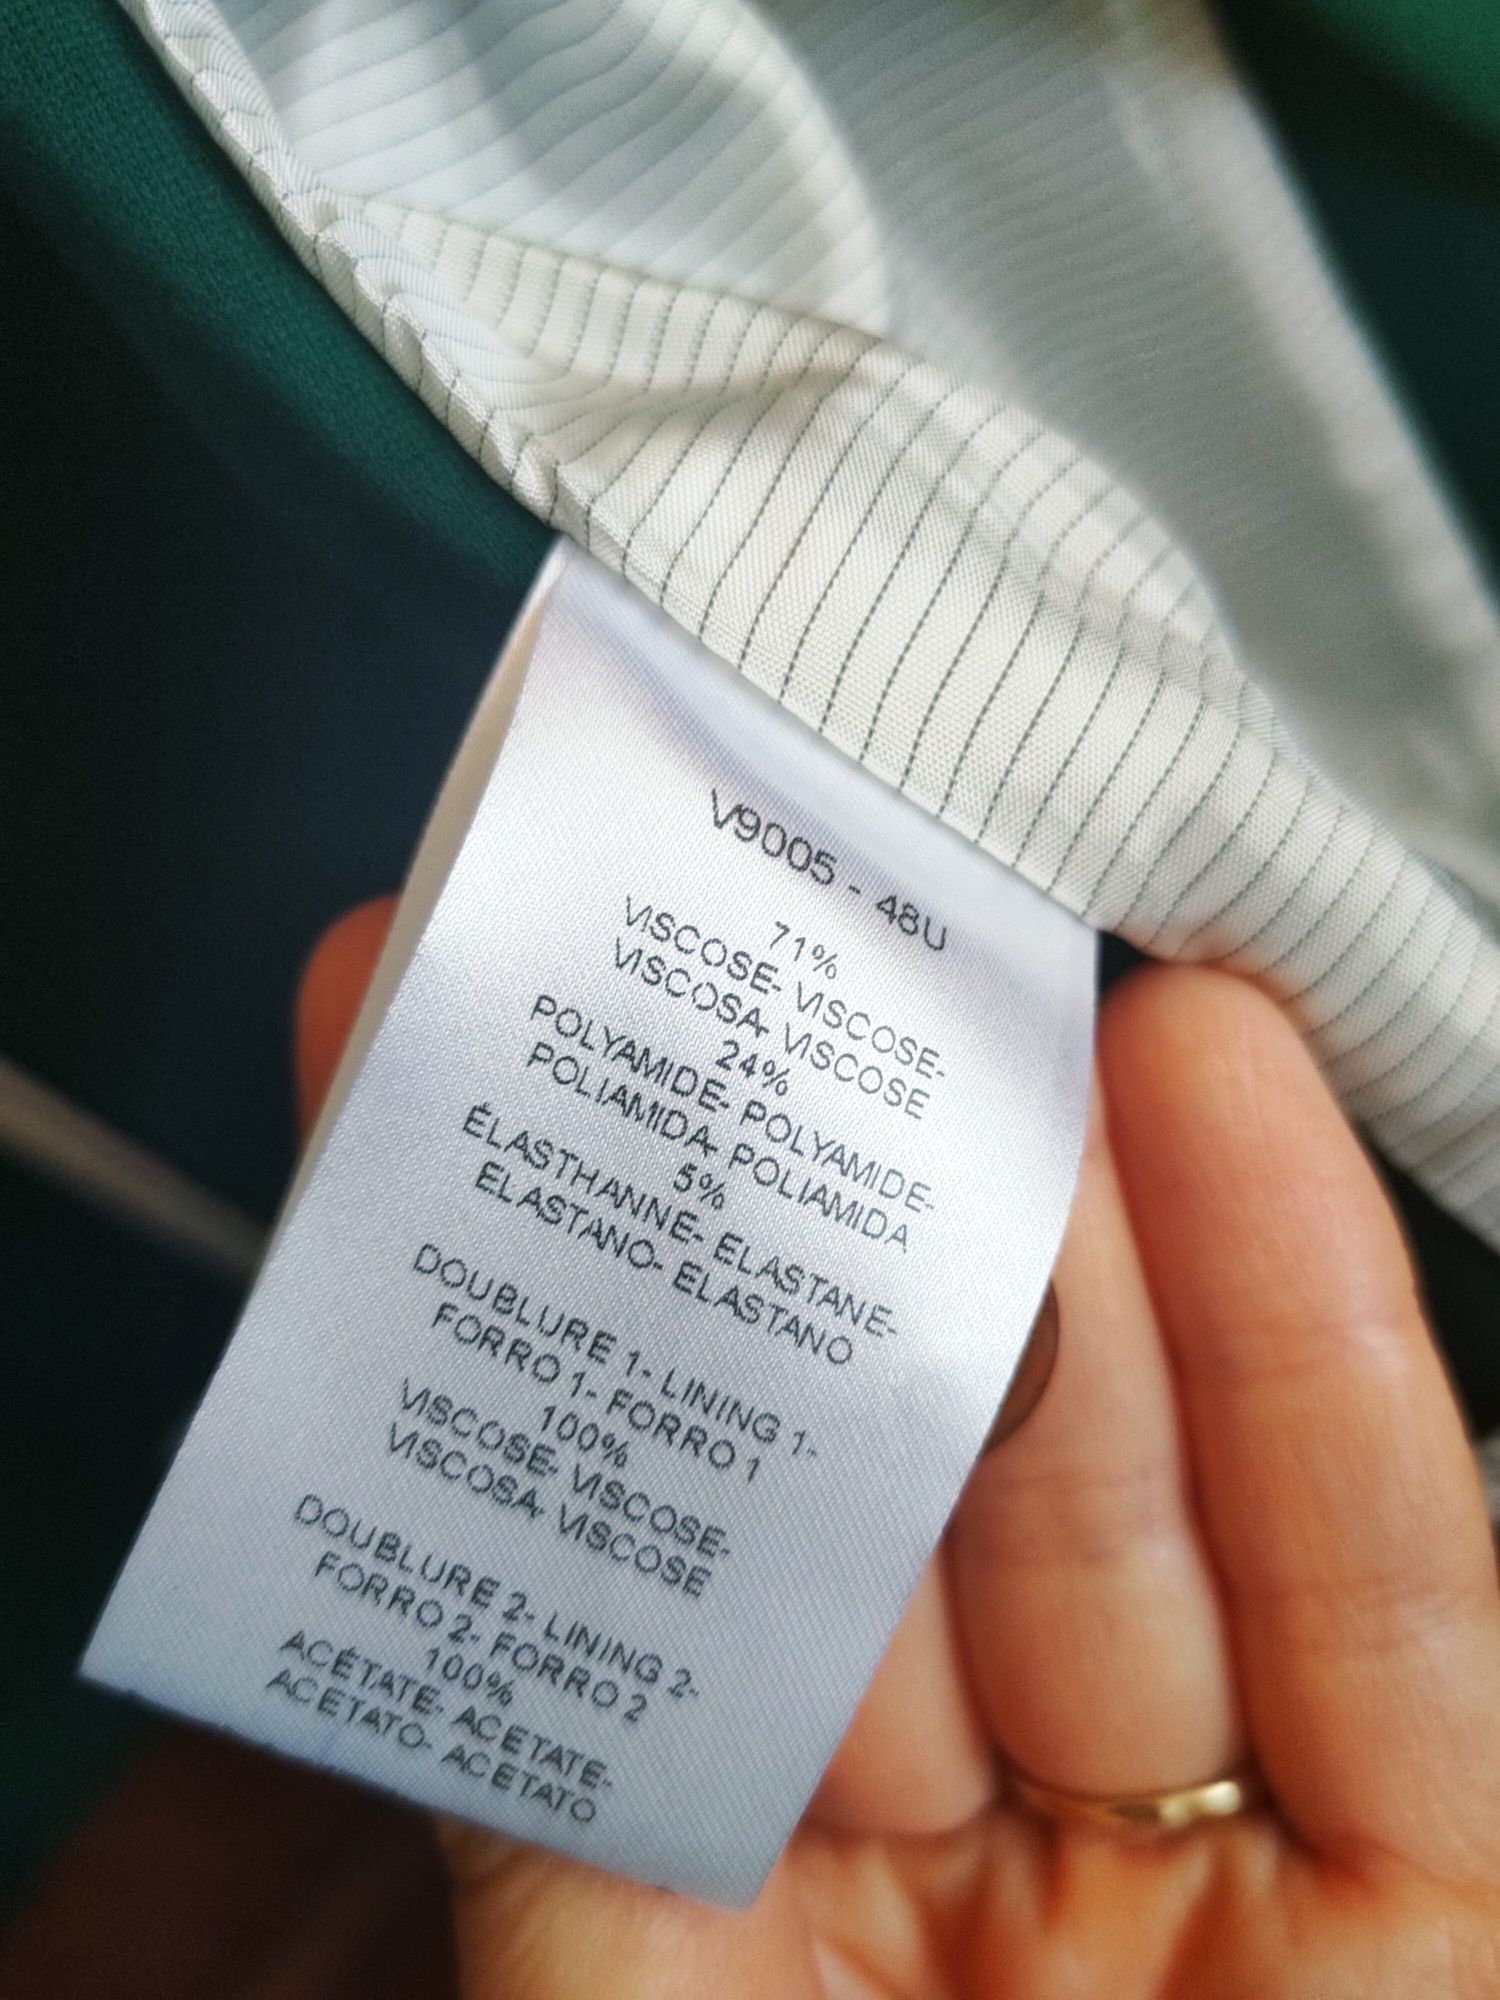 V9005 - 48U
71%
VISCOSE- VISCOSE-
VISCOSA- VISCOSE
24%
POLYAMIDE- POLYAMIDE-
POLIAMIDA- POLIAMIDA
5%
ÉLASTHANNE- ELASTANE-
ELASTANO- ELASTANO
DOUBLURE 1- LINING 1-
FORRO 1- FORRO 1
100%
VISCOSE- VISCOSE-
VISCOSA- VISCOSE
DOUBLURE 2- LINING 2-
FORRO 2- FORRO 2
100%
ACÉTATE- ACETATE-
ACETATO- ACETATO